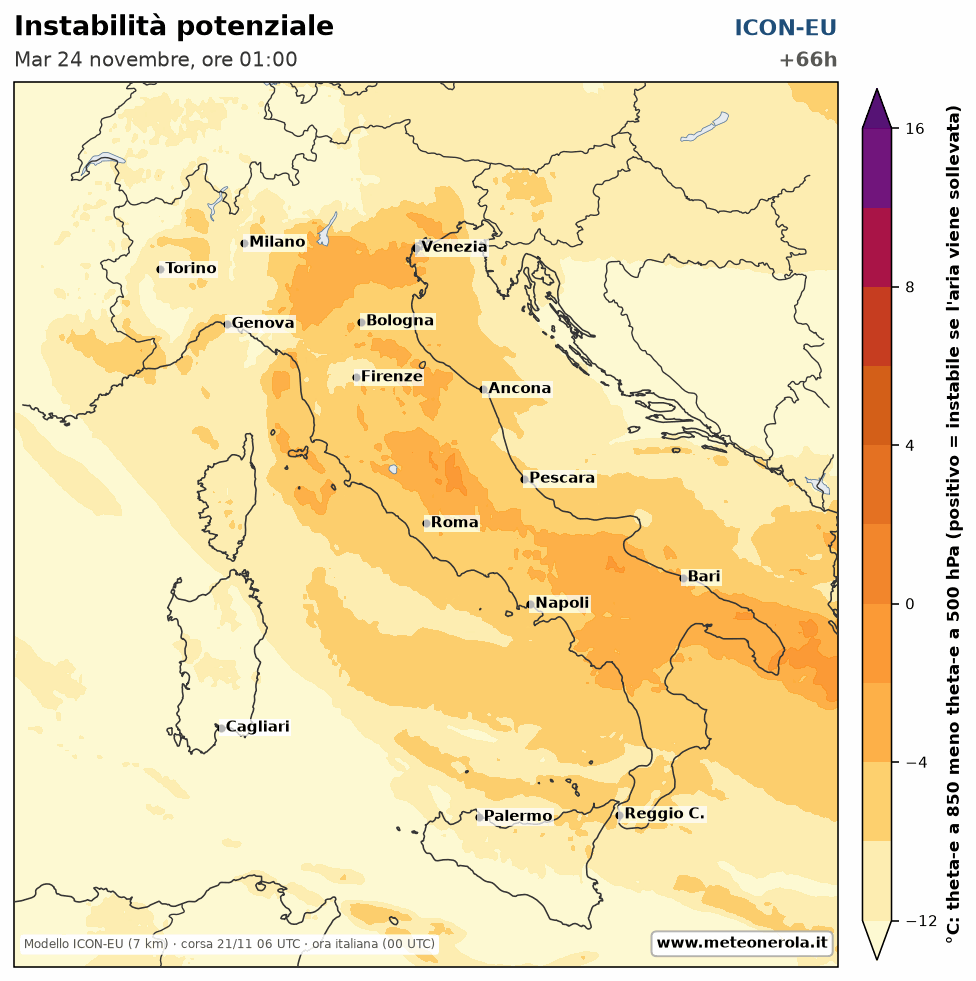 Instabilità potenziale
ICON-EU
Mar 24 novembre, ore 01:00
+66h
Milano
Venezia
Torino
Genova
Bologna
Firenze
Ancona
Pescara
Roma
Bari
Napoli
Cagliari
Palermo
Reggio C.
Modello ICON-EU (7 km) · corsa 21/11 06 UTC · ora italiana (00 UTC)
www.meteonerola.it
16
8
4
0
−4
−12
°C: theta-e a 850 meno theta-e a 500 hPa (positivo = instabile se l'aria viene sollevata)